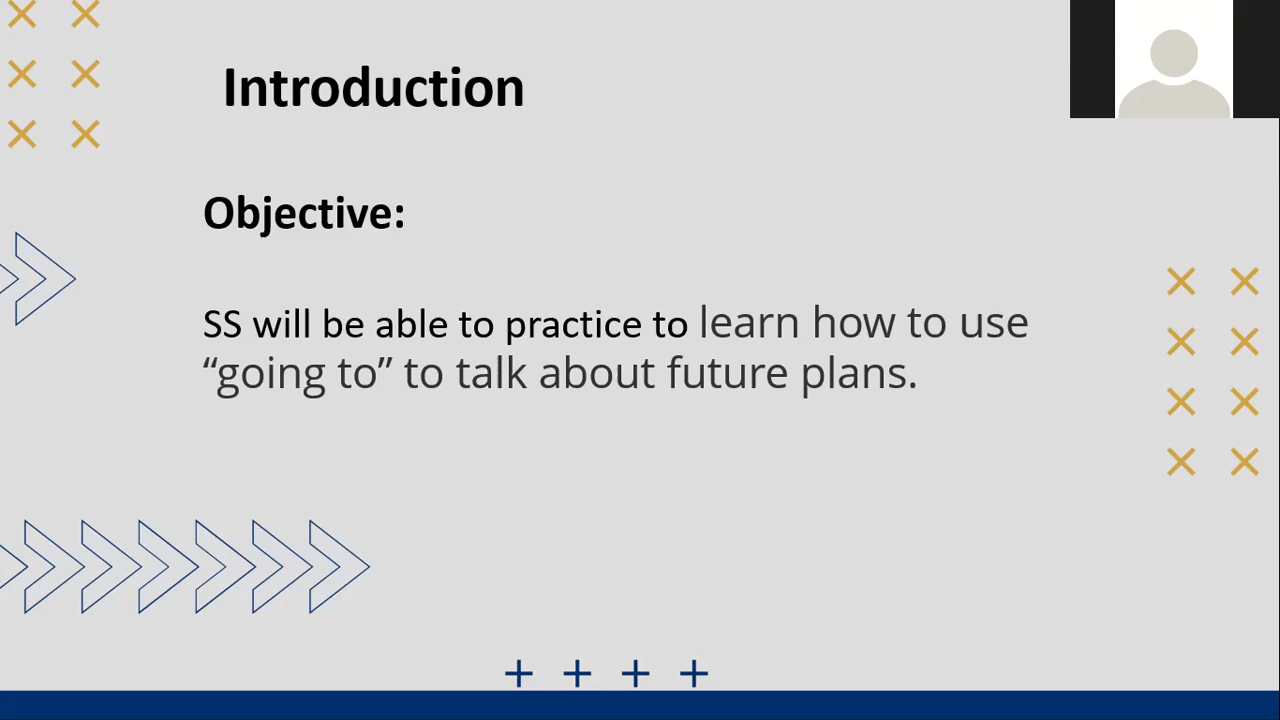 Introduction
Objective:
SS will be able to practice to learn how to use
“going to” to talk about future plans.